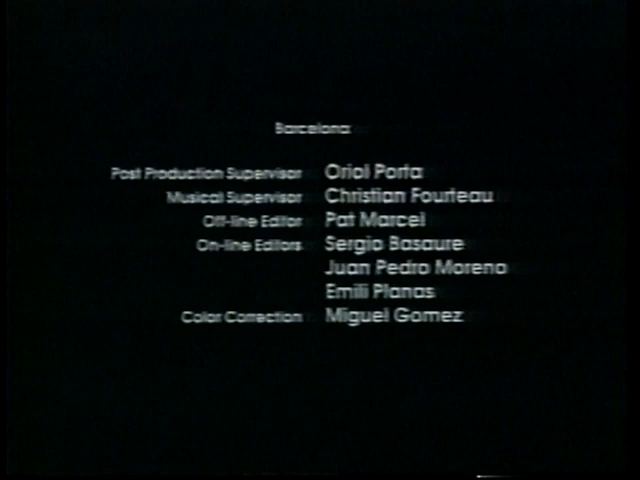 Barcelona
Post Production Supervisor Oriol Porta
Musical Supervisor Christian Fourteau
Off-line Editor Pat Marcel
On-line Editors Sergio Basaure
Juan Pedro Moreno
Emili Planas
Color Correction Miguel Gomez